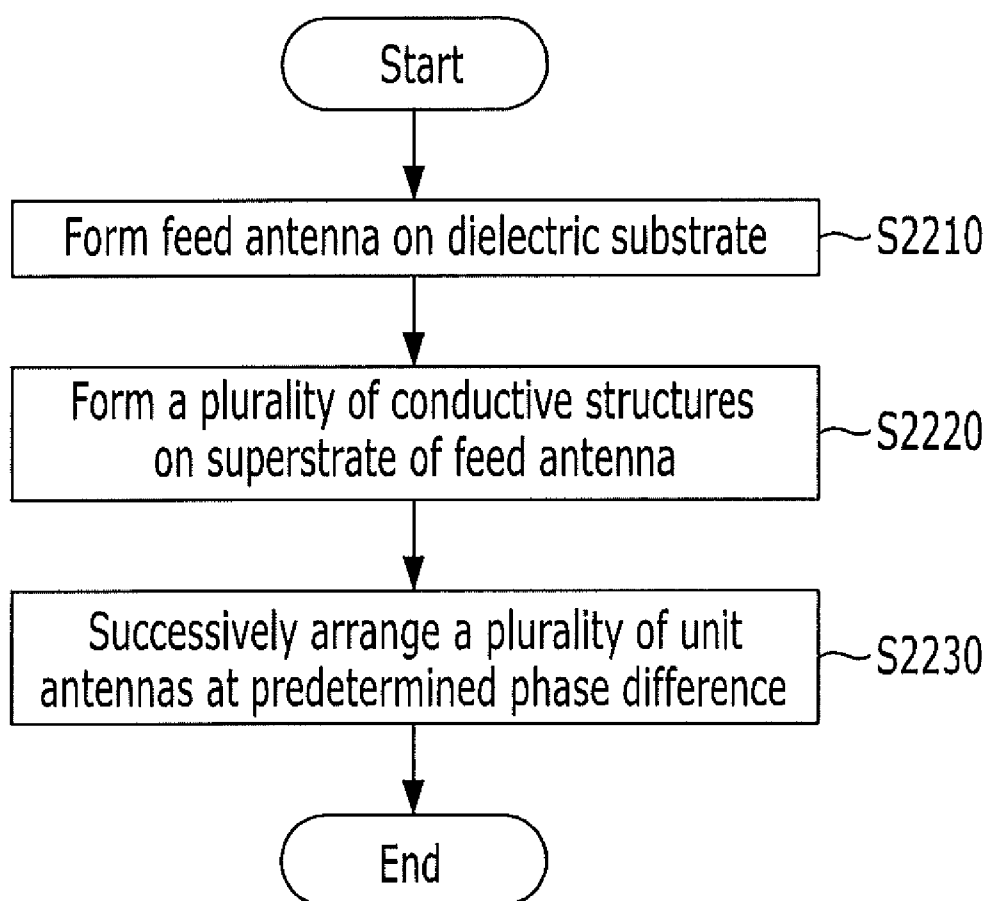 Start
Form feed antenna on dielectric substrate
S2210
Form a plurality of conductive structures
on superstrate of feed antenna
S2220
Successively arrange a plurality of unit
antennas at predetermined phase difference
S2230
End